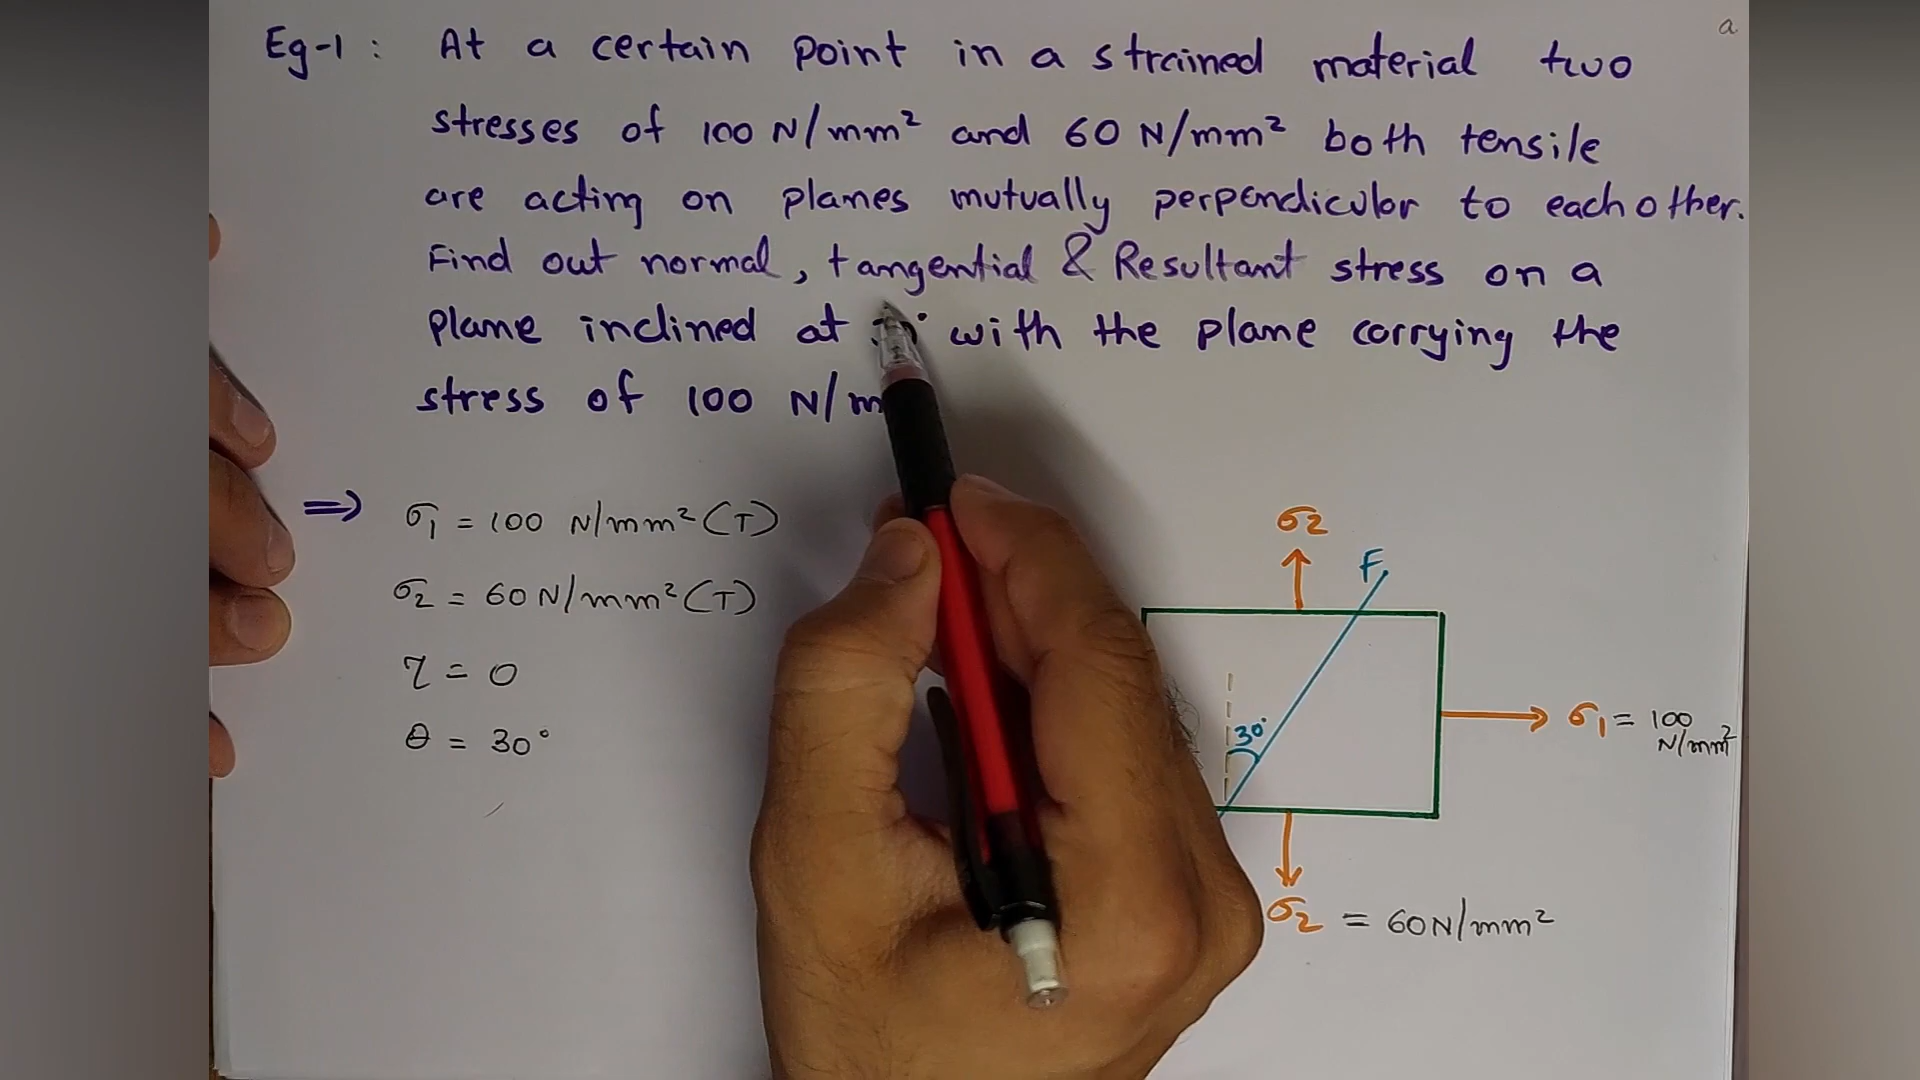 a
Eg-1 : At a certain point in a strained material two
stresses of 100 N/mm² and 60 N/mm² both tensile
are acting on planes mutually perpendicular to each other.
Find out normal, tangential & Resultant stress on a
plane inclined at with the plane carrying the
stress of 100 N/m
⇒ σ1 = 100 N/mm² (T)
σ2 = 60 N/mm² (T)
τ = 0
θ = 30°
σ2
F
30°
σ1 = 100
N/mm²
σ2 = 60 N/mm²